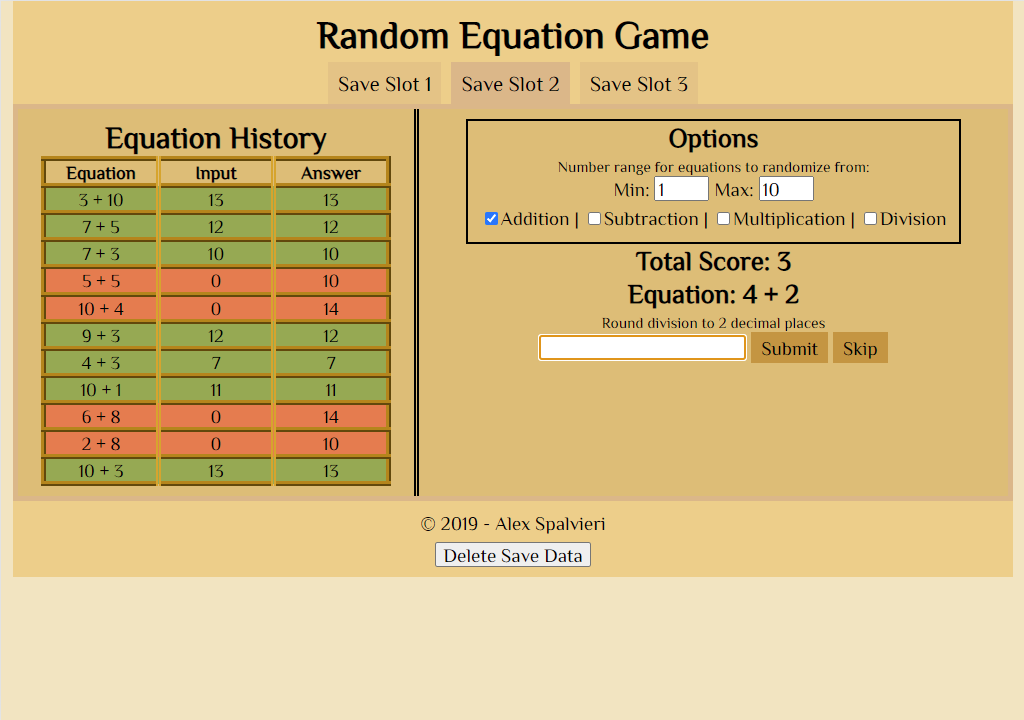 Random Equation Game
Save Slot 1 Save Slot 2 Save Slot 3
Equation History
Equation Input Answer
3 + 10 13 13
7 + 5 12 12
7 + 3 10 10
5 + 5 0 10
10 + 4 0 14
9 + 3 12 12
4 + 3 7 7
10 + 1 11 11
6 + 8 0 14
2 + 8 0 10
10 + 3 13 13
Options
Number range for equations to randomize from:
Min: 1 Max: 10
Addition | Subtraction | Multiplication | Division
Total Score: 3
Equation: 4 + 2
Round division to 2 decimal places
Submit Skip
© 2019 - Alex Spalvieri
Delete Save Data